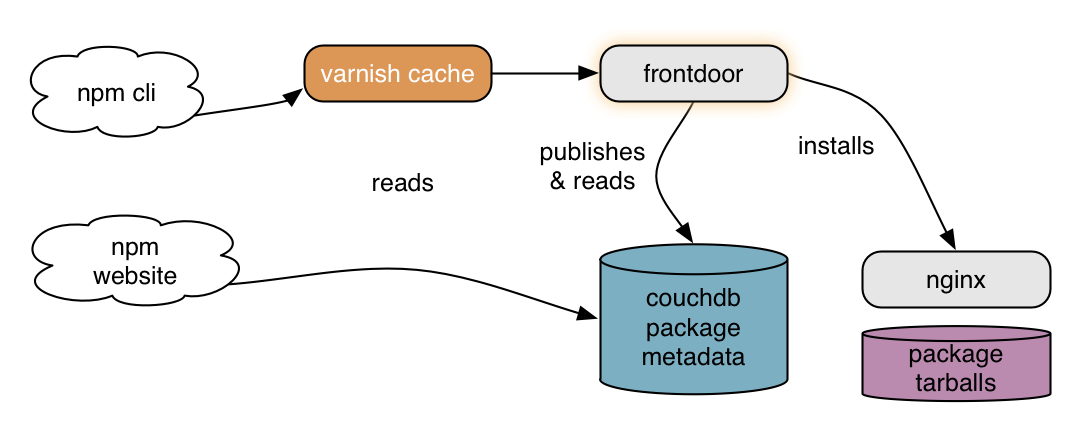 npm cli
varnish cache
frontdoor
publishes
& reads
installs
reads
npm
website
couchdb
package
metadata
nginx
package
tarballs